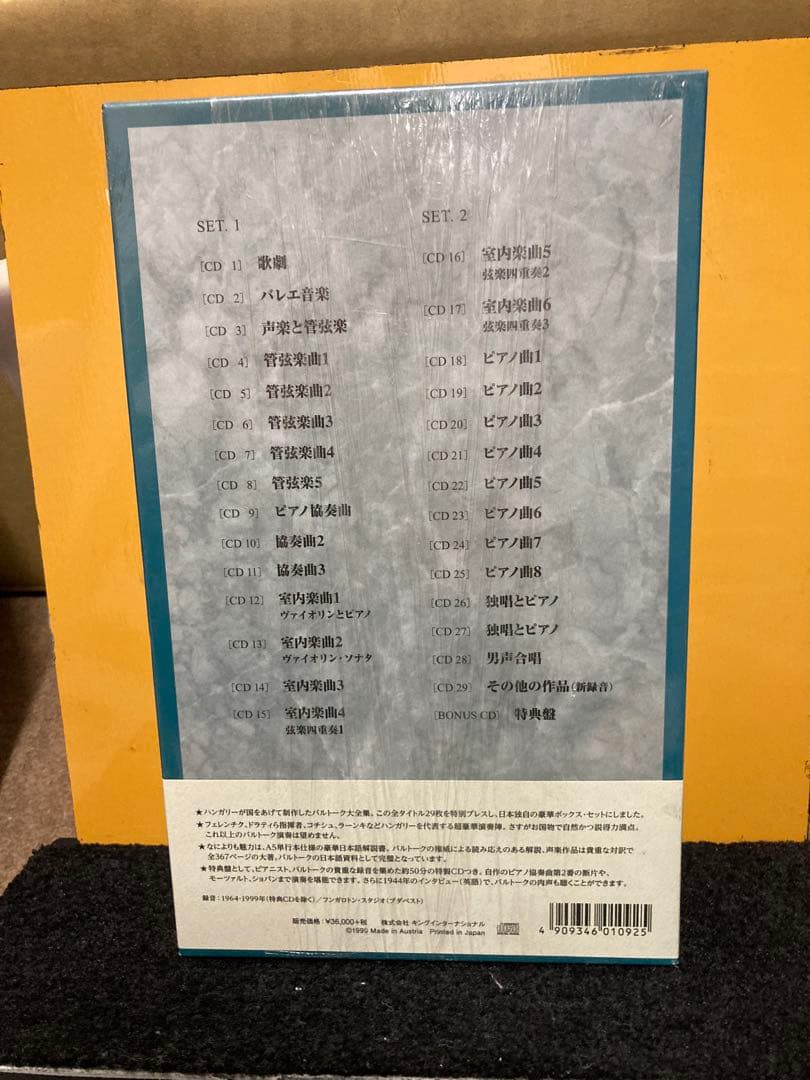 SET. 1
[CD 1] 歌劇
[CD 2] バレエ音楽
[CD 3] 声楽と管弦楽
[CD 4] 管弦楽曲1
[CD 5] 管弦楽曲2
[CD 6] 管弦楽曲3
[CD 7] 管弦楽曲4
[CD 8] 管弦楽5
[CD 9] ピアノ協奏曲
[CD 10] 協奏曲2
[CD 11] 協奏曲3
[CD 12] 室内楽曲1
ヴァイオリンとピアノ
[CD 13] 室内楽曲2
ヴァイオリン・ソナタ
[CD 14] 室内楽曲3
[CD 15] 室内楽曲4
弦楽四重奏1
SET. 2
[CD 16] 室内楽曲5
弦楽四重奏2
[CD 17] 室内楽曲6
弦楽四重奏3
[CD 18] ピアノ曲1
[CD 19] ピアノ曲2
[CD 20] ピアノ曲3
[CD 21] ピアノ曲4
[CD 22] ピアノ曲5
[CD 23] ピアノ曲6
[CD 24] ピアノ曲7
[CD 25] ピアノ曲8
[CD 26] 独唱とピアノ
[CD 27] 独唱とピアノ
[CD 28] 男声合唱
[CD 29] その他の作品(新録音)
[BONUS CD] 特典盤
★ハンガリーが国をあげて制作したバルトーク大全集。この全タイトル29枚を特別プレスし、日本独自の豪華ボックス・セットにしました。
★フェレンチク、ドラティら指揮者、コチシュ、ラーンキなどハンガリーを代表する超豪華演奏陣。さすがお国物で自然かつ説得力満点。
これ以上のバルトーク演奏は望めません。
★なによりも魅力は、A5単行本仕様の豪華日本語解説書。バルトークの権威による読み応えのある解説、声楽作品は貴重な対訳で
全367ページの大著。バルトークの日本語資料として完璧となっています。
★特典盤として、ピアニスト、バルトークの貴重な録音を集めた約50分の特製CDつき。自作のピアノ協奏曲第2番の断片や、
モーツァルト、ショパンまで演奏を堪能できます。さらに1944年のインタビュー(英語)で、バルトークの肉声も聴くことができます。
録音:1964-1999年(特典CDを除く)/フンガロトン・スタジオ(ブダペスト)
販売価格:¥36,000+税 株式会社 キングインターナショナル
©1999 Made in Austria Printed in Japan
4 909346 010925